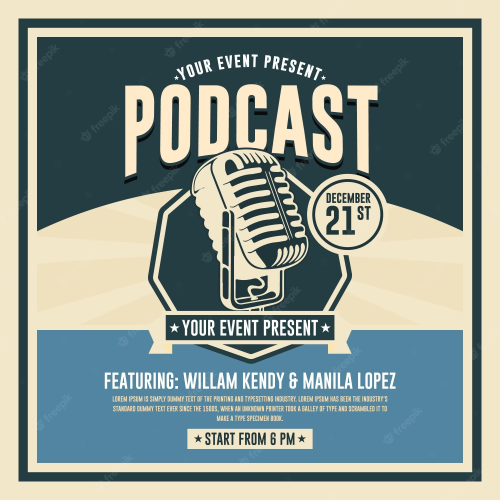 YOUR EVENT PRESENT
PODCAST
DECEMBER
21ST
★ YOUR EVENT PRESENT ★
FEATURING: WILLAM KENDY & MANILA LOPEZ
LOREM IPSUM IS SIMPLY DUMMY TEXT OF THE PRINTING AND TYPESETTING INDUSTRY. LOREM IPSUM HAS BEEN THE INDUSTRY'S
STANDARD DUMMY TEXT EVER SINCE THE 1500S, WHEN AN UNKNOWN PRINTER TOOK A GALLEY OF TYPE AND SCRAMBLED IT TO
MAKE A TYPE SPECIMEN BOOK.
★ START FROM 6 PM ★